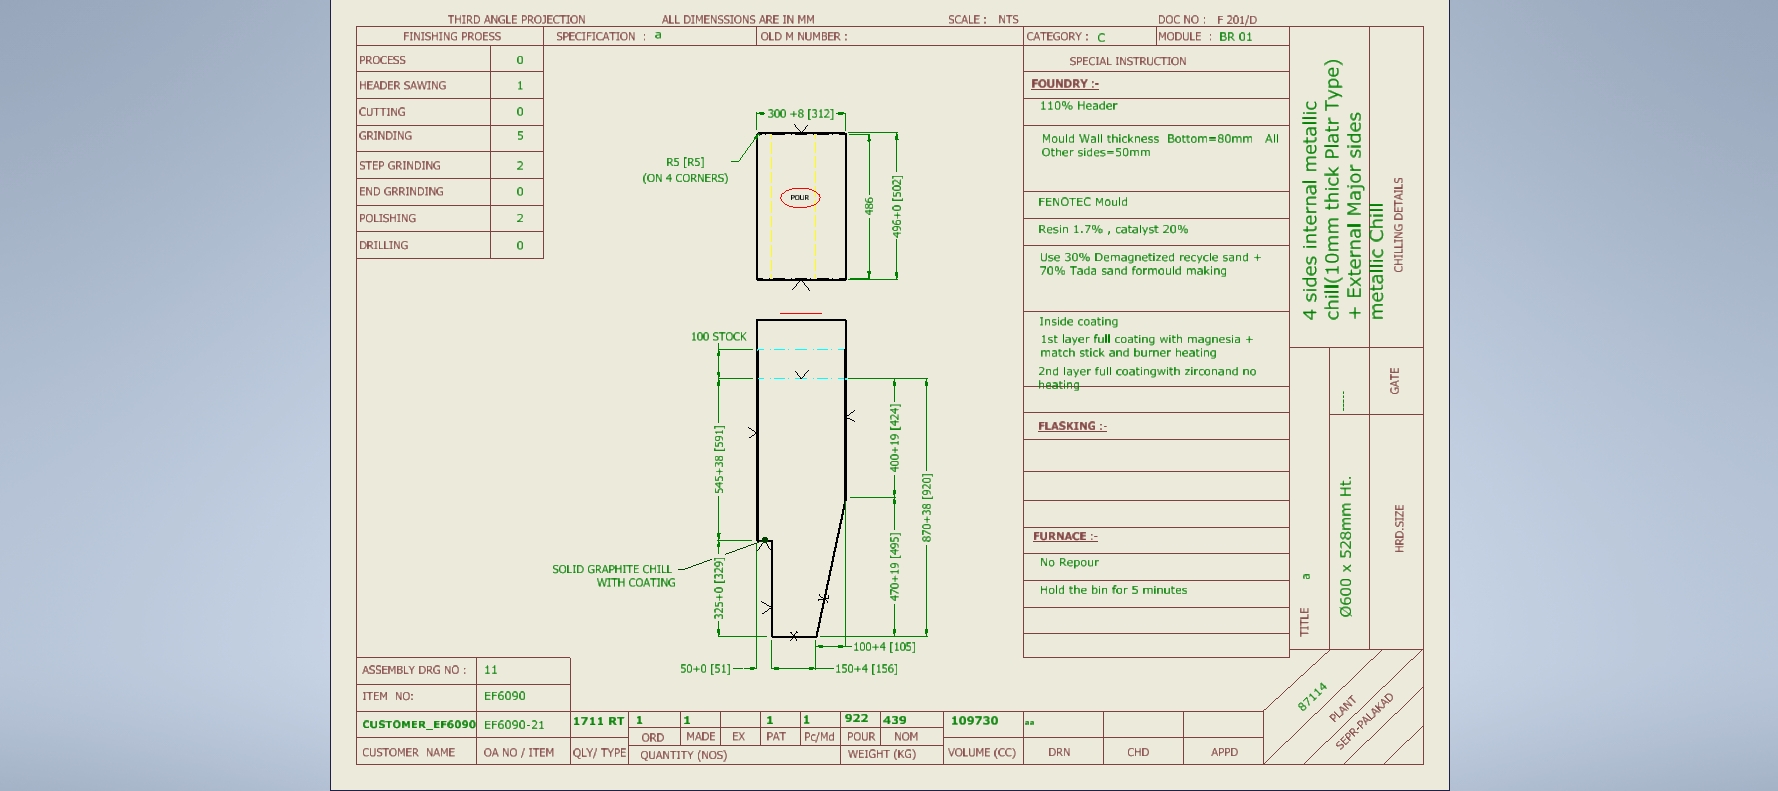 THIRD ANGLE PROJECTION ALL DIMENSSIONS ARE IN MM SCALE : NTS DOC NO : F 201/D
FINISHING PROESS SPECIFICATION : a OLD M NUMBER : CATEGORY : C MODULE : BR 01
PROCESS 0
HEADER SAWING 1
CUTTING 0
GRINDING 5
STEP GRINDING 2
END GRRINDING 0
POLISHING 2
DRILLING 0
300 +8 [312]
R5 [R5]
(ON 4 CORNERS)
POUR
486
496+0 [502]
100 STOCK
545+38 [591]
400+19 [424]
870+38 [920]
470+19 [495]
325+0 [329]
SOLID GRAPHITE CHILL
WITH COATING
100+4 [105]
50+0 [51]
150+4 [156]
SPECIAL INSTRUCTION
FOUNDRY :-
110% Header
Mould Wall thickness Bottom=80mm All
Other sides=50mm
FENOTEC Mould
Resin 1.7% , catalyst 20%
Use 30% Demagnetized recycle sand +
70% Tada sand formould making
Inside coating
1st layer full coating with magnesia +
match stick and burner heating
2nd layer full coatingwith zirconand no
heating
FLASKING :-
FURNACE :-
No Repour
Hold the bin for 5 minutes
4 sides internal metallic
chill(10mm thick Platr Type)
+ External Major sides
metallic Chill
CHILLING DETAILS
GATE
-----
HRD.SIZE
Ø600 x 528mm Ht.
TITLE a
87114
PLANT
SEPR-PALAKAD
ASSEMBLY DRG NO : 11
ITEM NO: EF6090
CUSTOMER_EF6090 EF6090-21 1711 RT 1 1 1 1 922 439 109730 aa
ORD MADE EX PAT Pc/Md POUR NOM
CUSTOMER NAME OA NO / ITEM QLY/ TYPE QUANTITY (NOS) WEIGHT (KG) VOLUME (CC) DRN CHD APPD